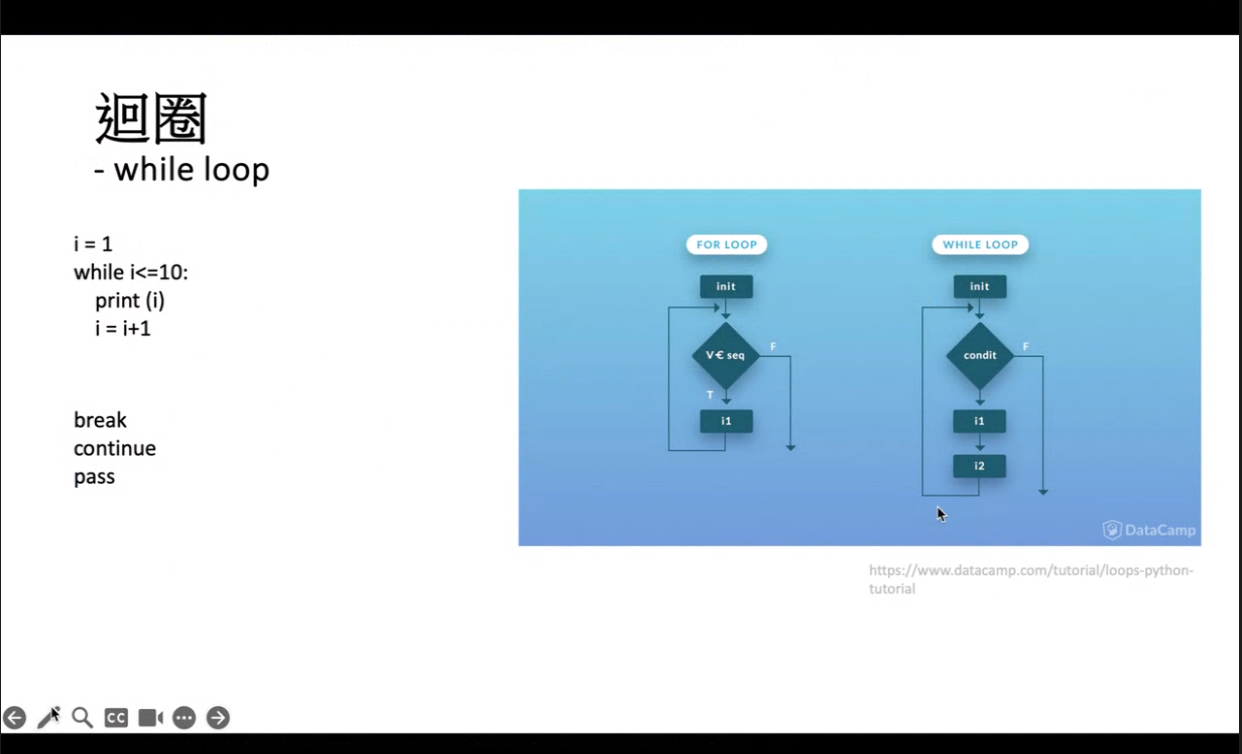 迴圈
- while loop
i = 1
while i<=10:
print (i)
i = i+1
break
continue
pass
FOR LOOP
init
V€ seq
F
T
i1
WHILE LOOP
init
condit
F
i1
i2
DataCamp
https://www.datacamp.com/tutorial/loops-python-
tutorial
CC